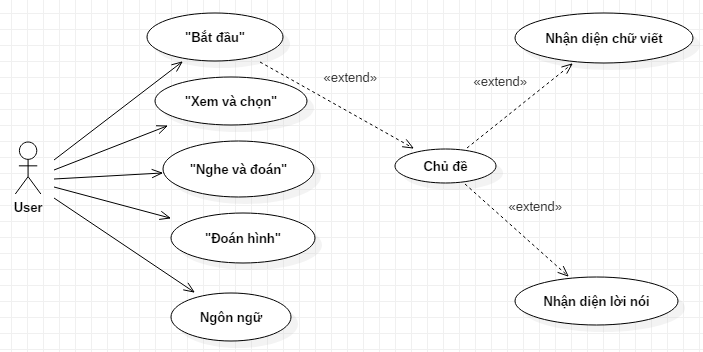 "Bắt đầu"
Nhận diện chữ viết
«extend»
«extend»
"Xem và chọn"
"Nghe và đoán"
Chủ đề
User
«extend»
"Đoán hình"
Nhận diện lời nói
Ngôn ngữ